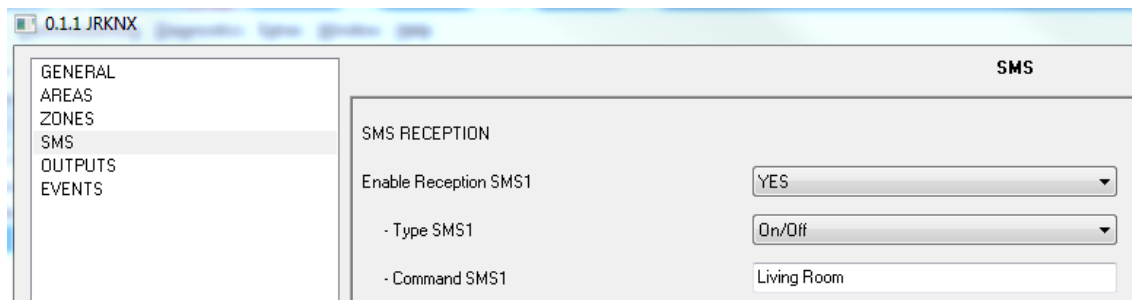 0.1.1 JRKNX
SMS
GENERAL
AREAS
ZONES
SMS
OUTPUTS
EVENTS
SMS RECEPTION
Enable Reception SMS1 YES
- Type SMS1 On/Off
- Command SMS1 Living Room